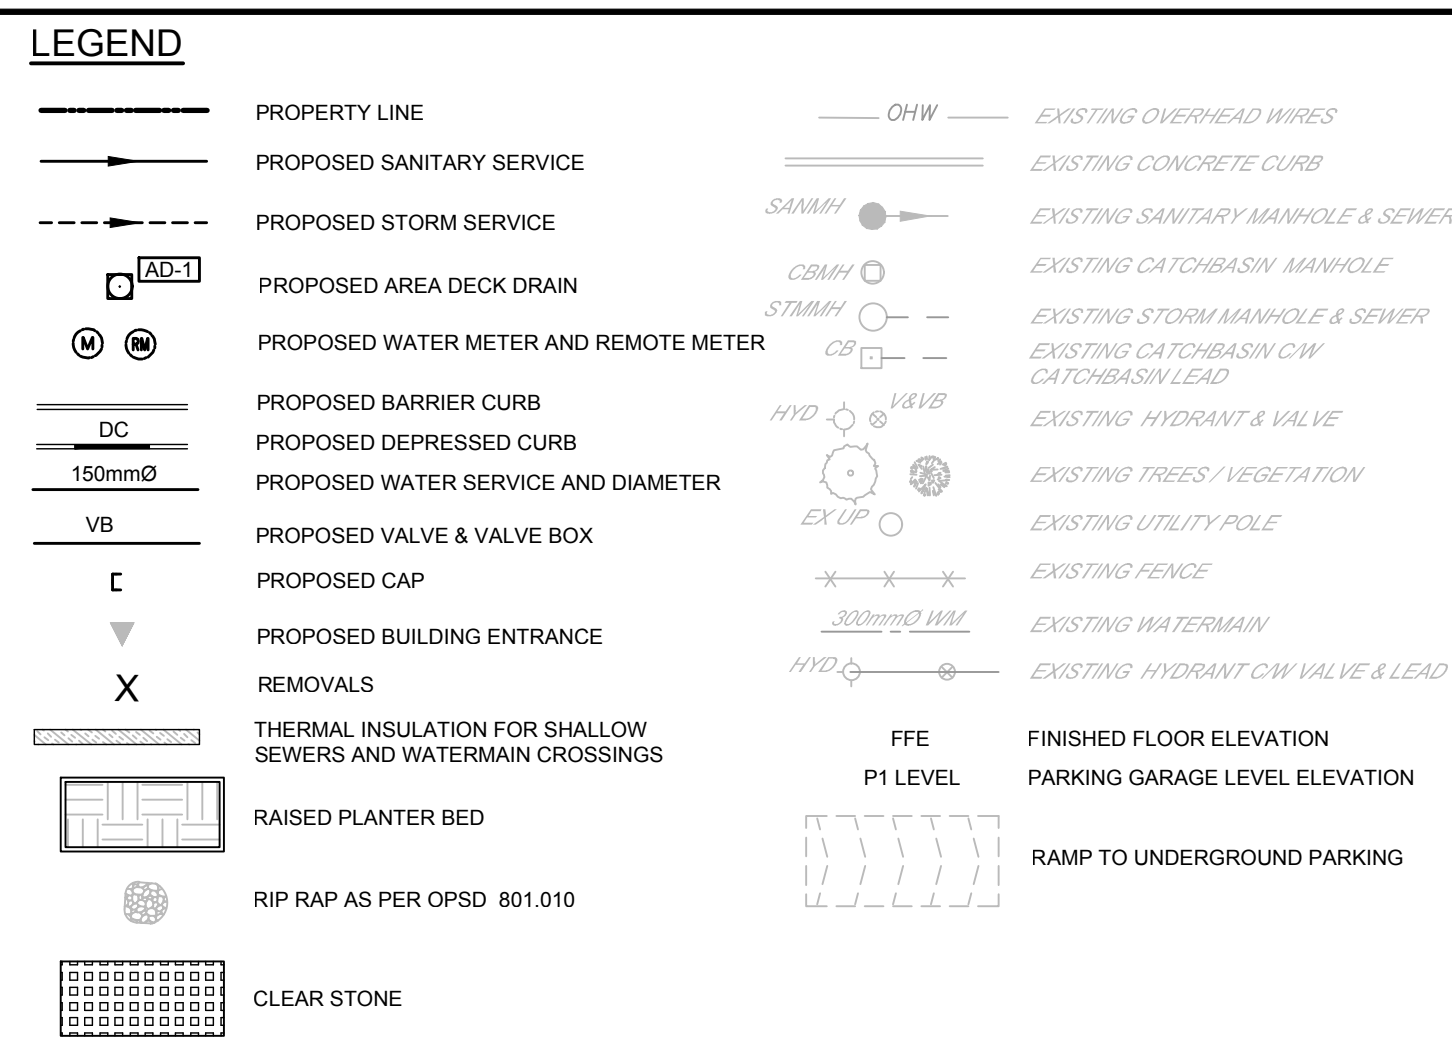 LEGEND
PROPERTY LINE
PROPOSED SANITARY SERVICE
PROPOSED STORM SERVICE
AD-1
PROPOSED AREA DECK DRAIN
M RM PROPOSED WATER METER AND REMOTE METER
PROPOSED BARRIER CURB
DC
PROPOSED DEPRESSED CURB
150mmØ
PROPOSED WATER SERVICE AND DIAMETER
VB
PROPOSED VALVE & VALVE BOX
PROPOSED CAP
PROPOSED BUILDING ENTRANCE
X REMOVALS
THERMAL INSULATION FOR SHALLOW
SEWERS AND WATERMAIN CROSSINGS
RAISED PLANTER BED
RIP RAP AS PER OPSD 801.010
CLEAR STONE
OHW EXISTING OVERHEAD WIRES
EXISTING CONCRETE CURB
SANMH EXISTING SANITARY MANHOLE & SEWER
CBMH EXISTING CATCHBASIN MANHOLE
STMMH EXISTING STORM MANHOLE & SEWER
CB EXISTING CATCHBASIN C/W
CATCHBASIN LEAD
HYD V&VB EXISTING HYDRANT & VALVE
EXISTING TREES / VEGETATION
EX UP EXISTING UTILITY POLE
EXISTING FENCE
300mmØ WM EXISTING WATERMAIN
HYD EXISTING HYDRANT C/W VALVE & LEAD
FFE FINISHED FLOOR ELEVATION
P1 LEVEL PARKING GARAGE LEVEL ELEVATION
RAMP TO UNDERGROUND PARKING